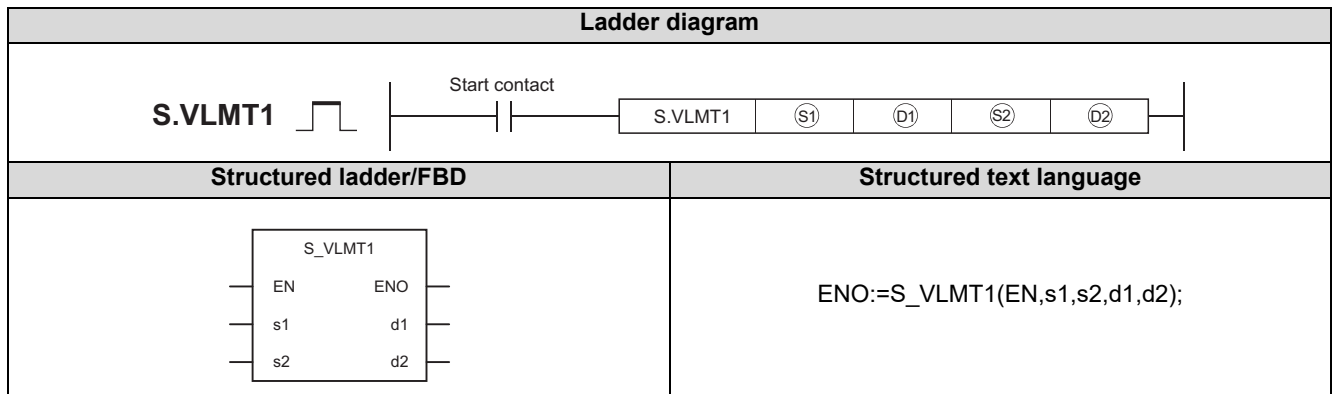 Ladder diagram
Start contact
S.VLMT1 S.VLMT1 S1 D1 S2 D2
Structured ladder/FBD Structured text language
S_VLMT1
EN ENO
s1 d1
s2 d2
ENO:=S_VLMT1(EN,s1,s2,d1,d2);